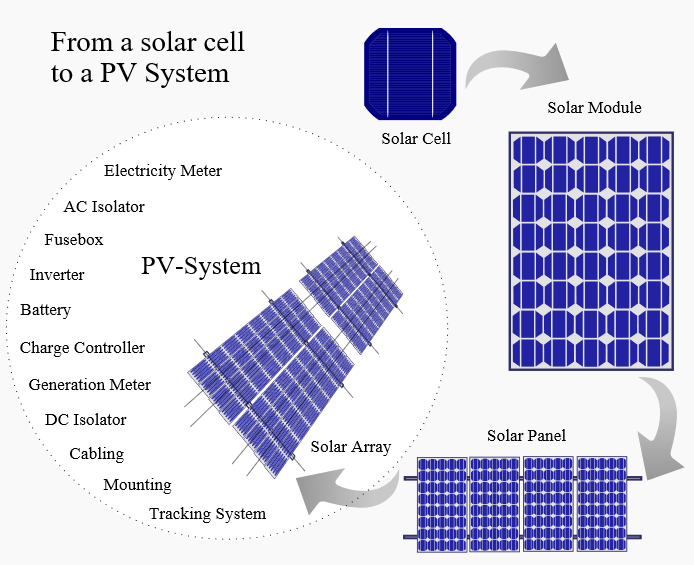 From a solar cell
to a PV System
Solar Cell
Solar Module
Solar Panel
Solar Array
PV-System
Electricity Meter
AC Isolator
Fusebox
Inverter
Battery
Charge Controller
Generation Meter
DC Isolator
Cabling
Mounting
Tracking System